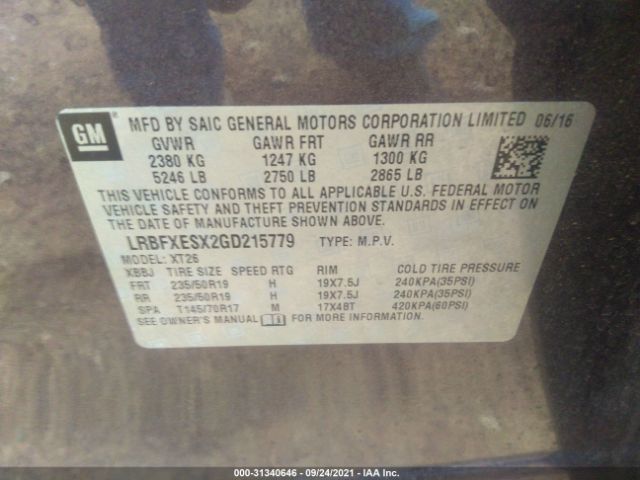 GM
MFD BY SAIC GENERAL MOTORS CORPORATION LIMITED 06/16
GVWR GAWR FRT GAWR RR
2380 KG 1247 KG 1300 KG
5246 LB 2750 LB 2865 LB
THIS VEHICLE CONFORMS TO ALL APPLICABLE U.S. FEDERAL MOTOR
VEHICLE SAFETY AND THEFT PREVENTION STANDARDS IN EFFECT ON
THE DATE OF MANUFACTURE SHOWN ABOVE.
LRBFXESX2GD215779 TYPE: M.P.V.
MODEL: XT26
XBBJ TIRE SIZE SPEED RTG RIM COLD TIRE PRESSURE
FRT 235/50R19 H 19X7.5J 240KPA(35PSI)
RR 235/50R19 H 19X7.5J 240KPA(35PSI)
SPA T145/70R17 M 17X4BT 420KPA(60PSI)
SEE OWNER'S MANUAL FOR MORE INFORMATION.
000-31340646 - 09/24/2021 - IAA Inc.